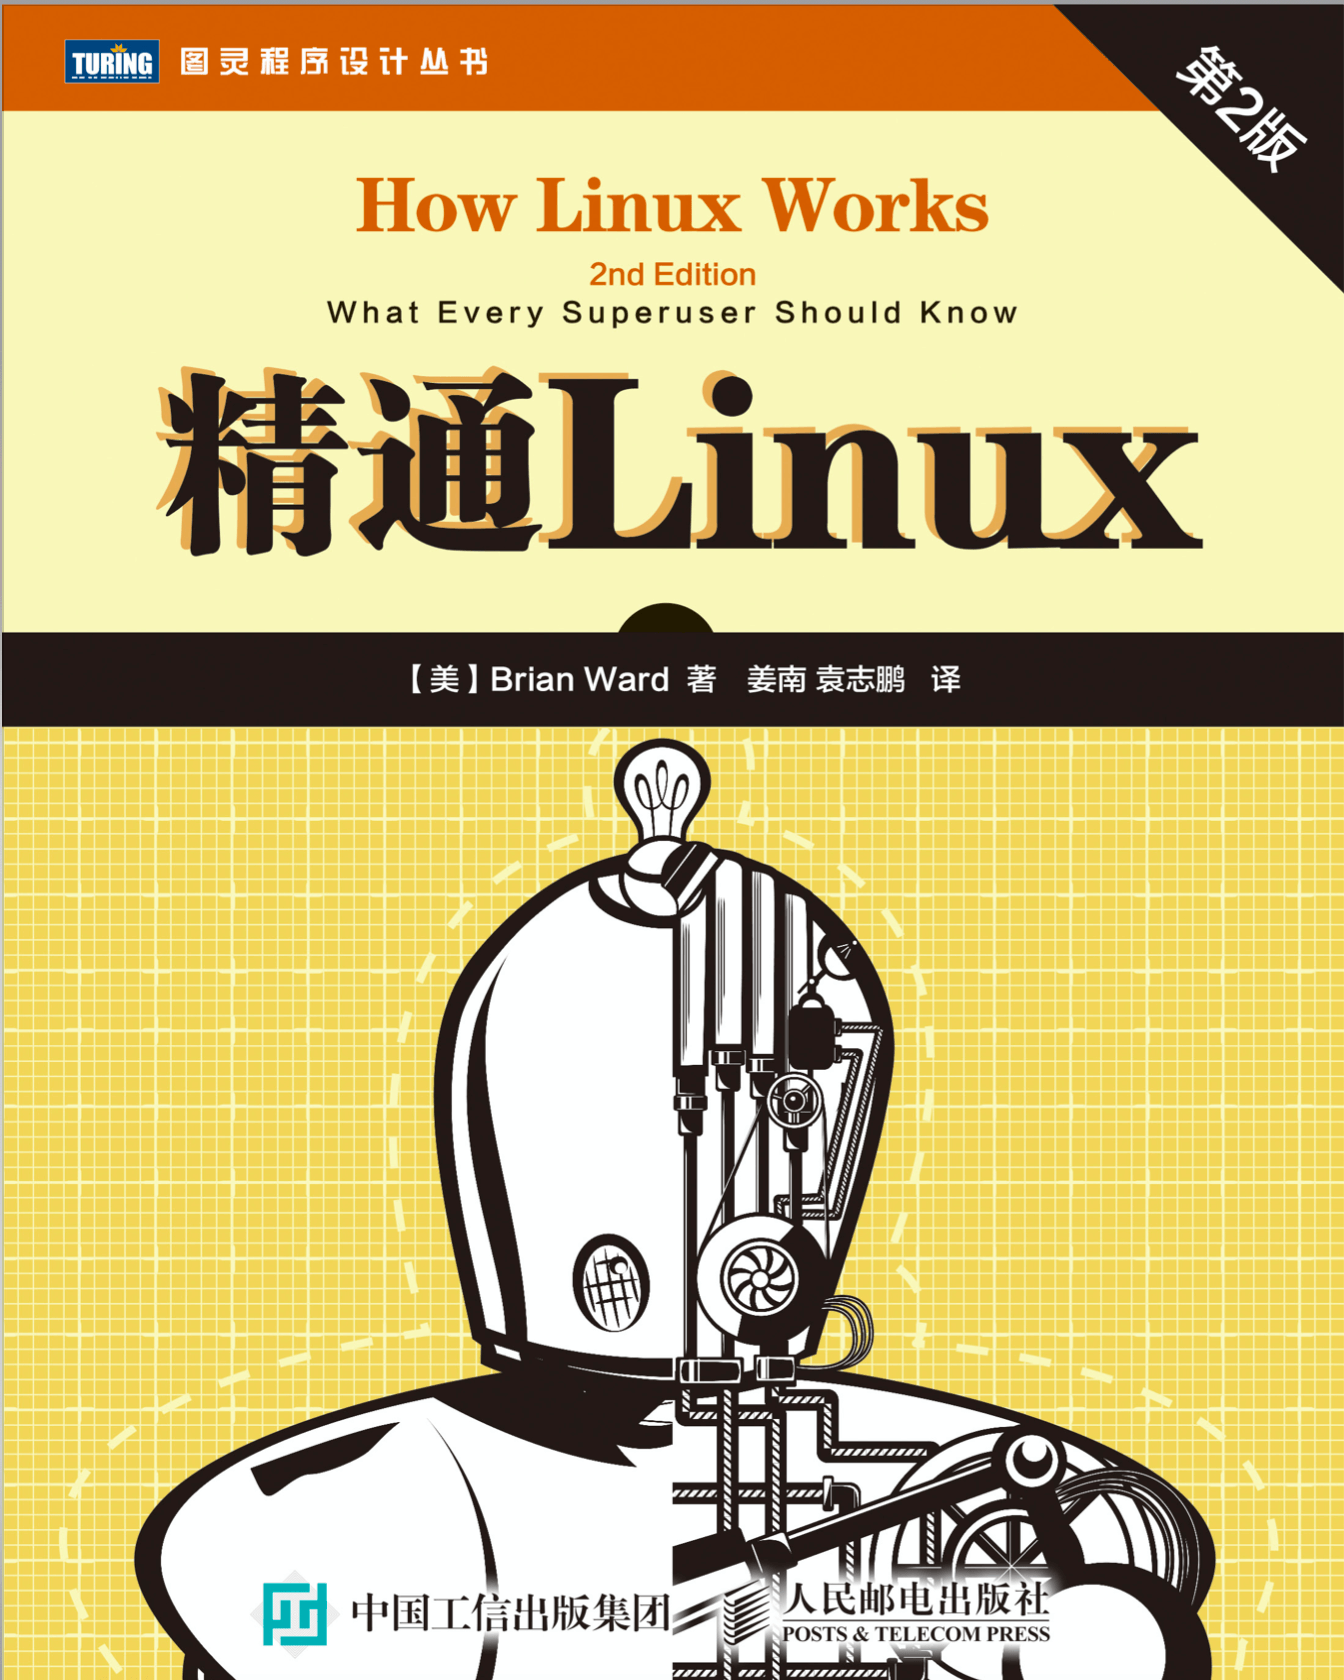 TURING 图灵程序设计丛书
第2版
How Linux Works
2nd Edition
What Every Superuser Should Know
精通Linux
【美】Brian Ward 著 姜南 袁志鹏 译
中国工信出版集团
人民邮电出版社
POSTS & TELECOM PRESS